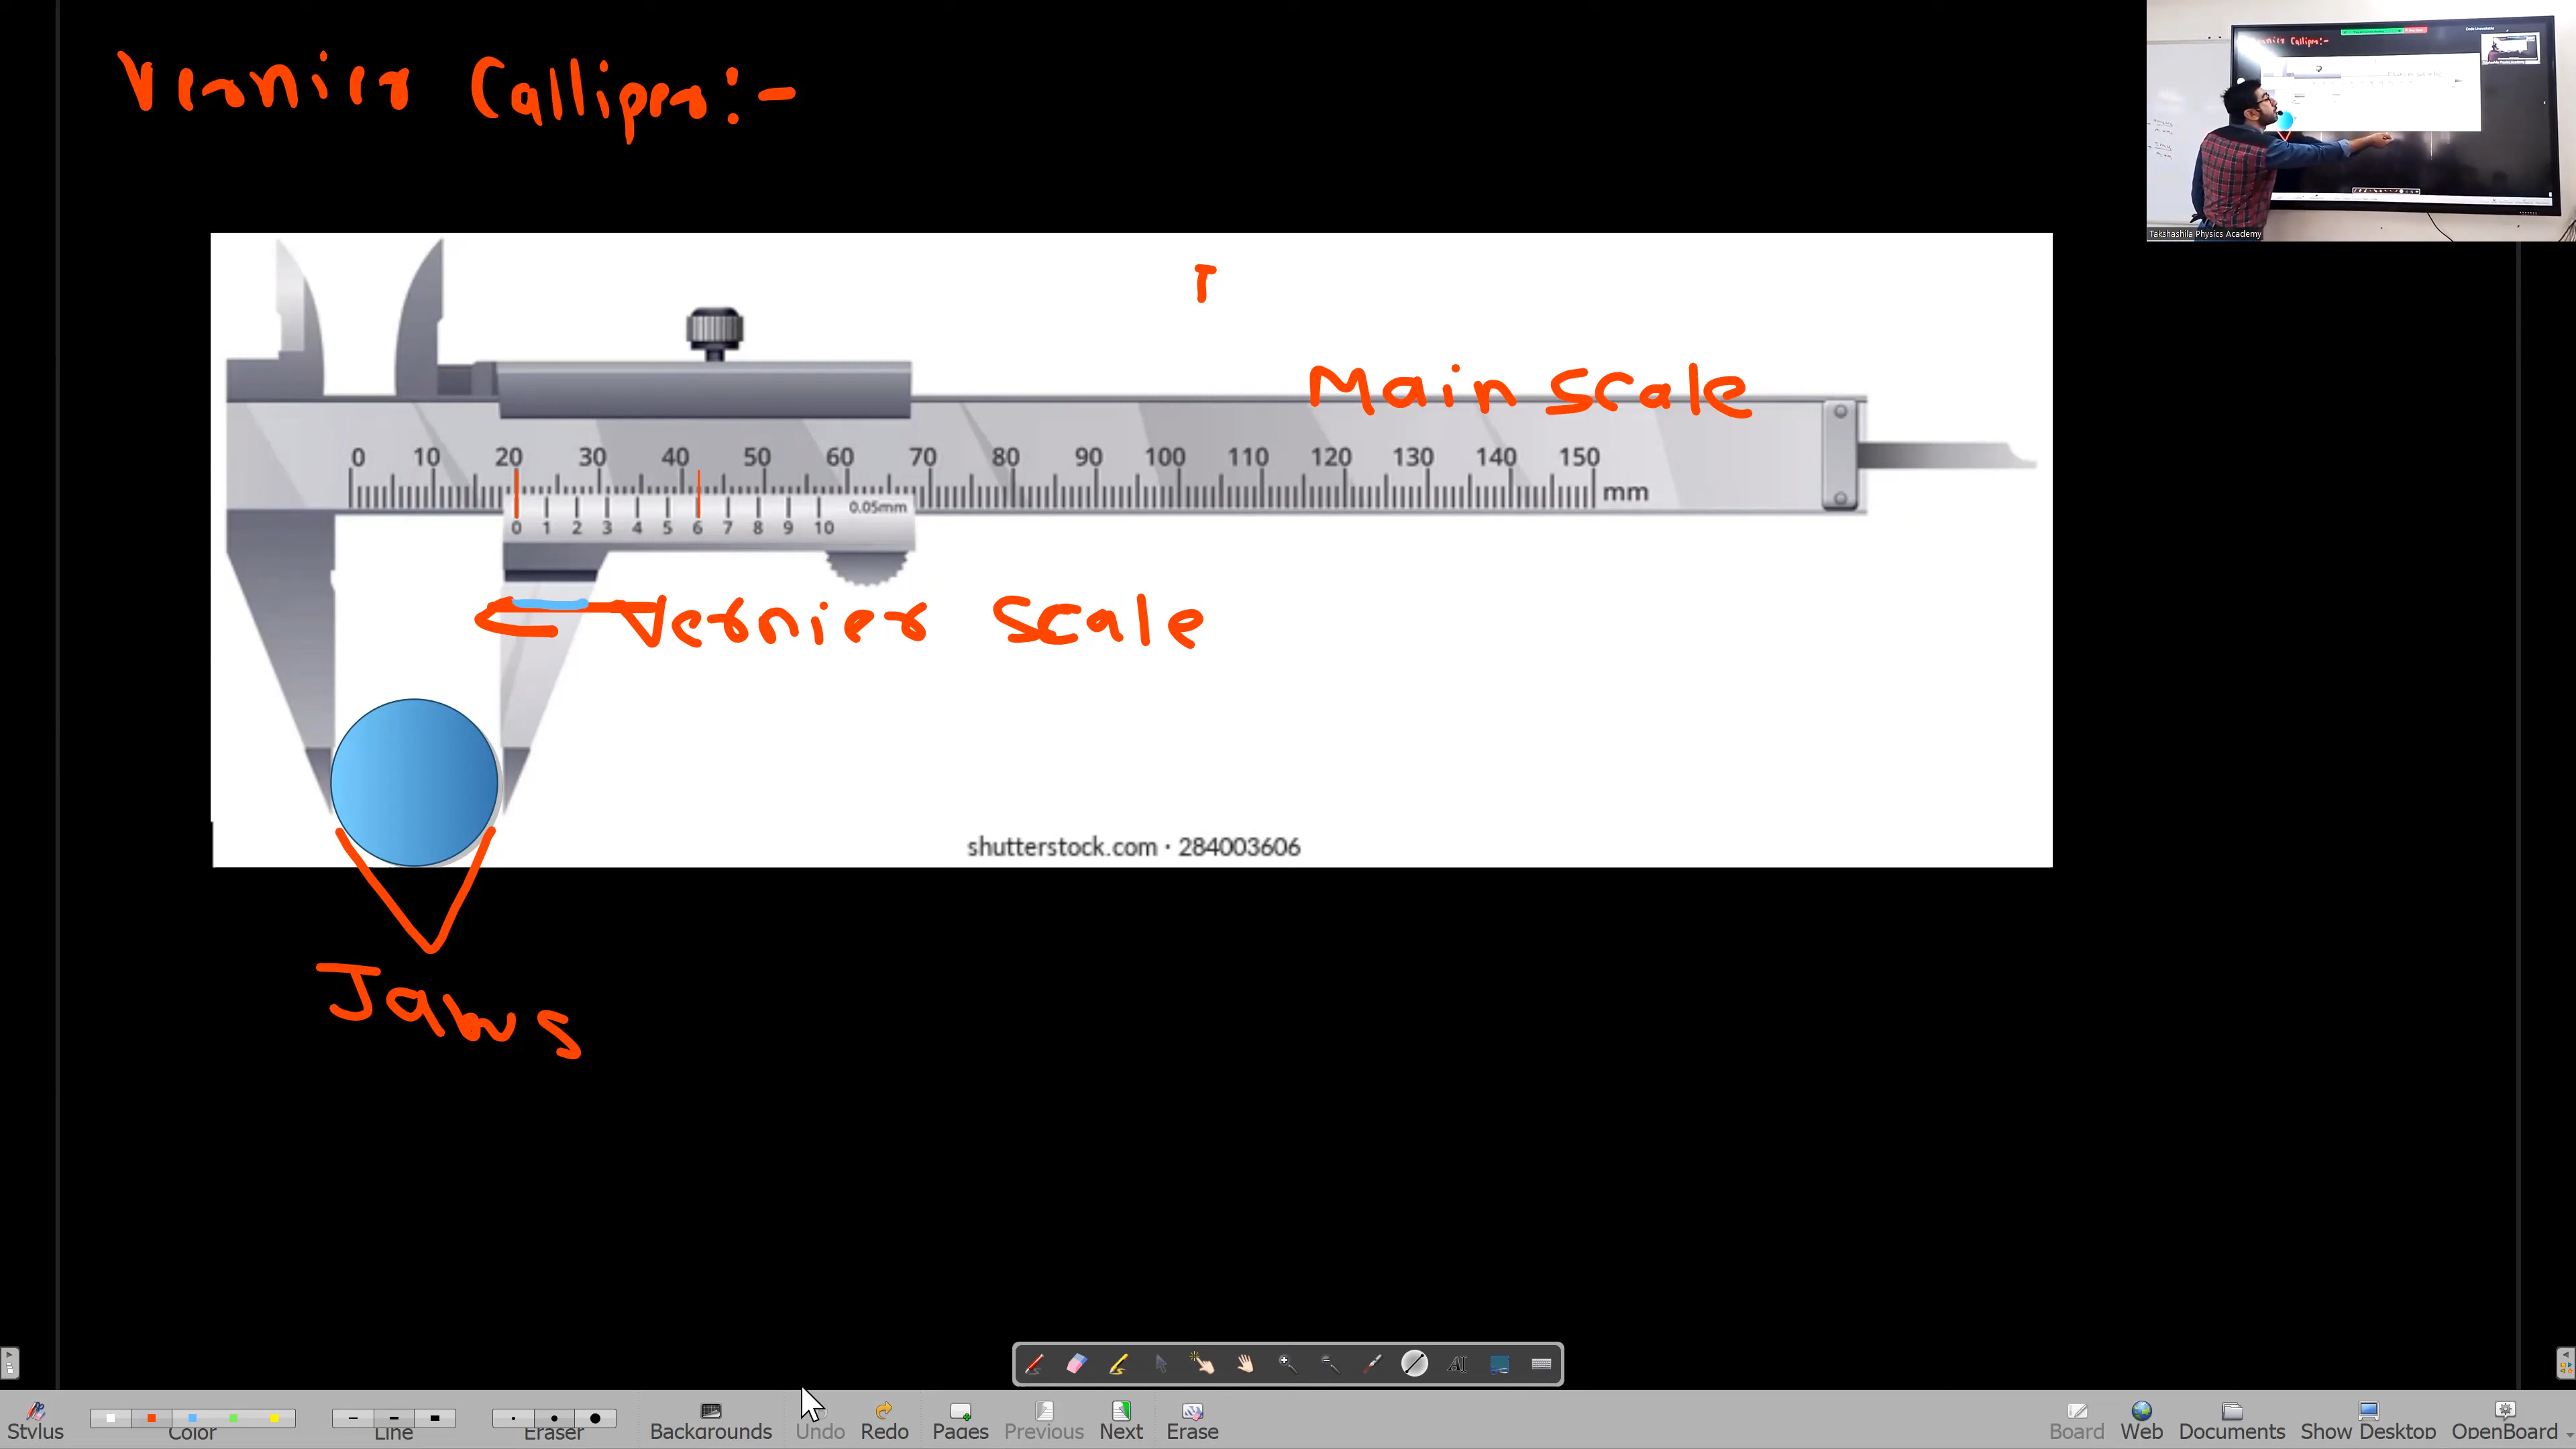 Vernier Callipers:-
Takshashila Physics Academy
Main Scale
0 10 20 30 40 50 60 70 80 90 100 110 120 130 140 150
mm
0.05mm
0 1 2 3 4 5 6 7 8 9 10
Vernier Scale
shutterstock.com · 284003606
Jaws
Stylus
Color
Line
Eraser
Backgrounds
Undo
Redo
Pages
Previous
Next
Erase
Board
Web
Documents
Show Desktop
OpenBoard